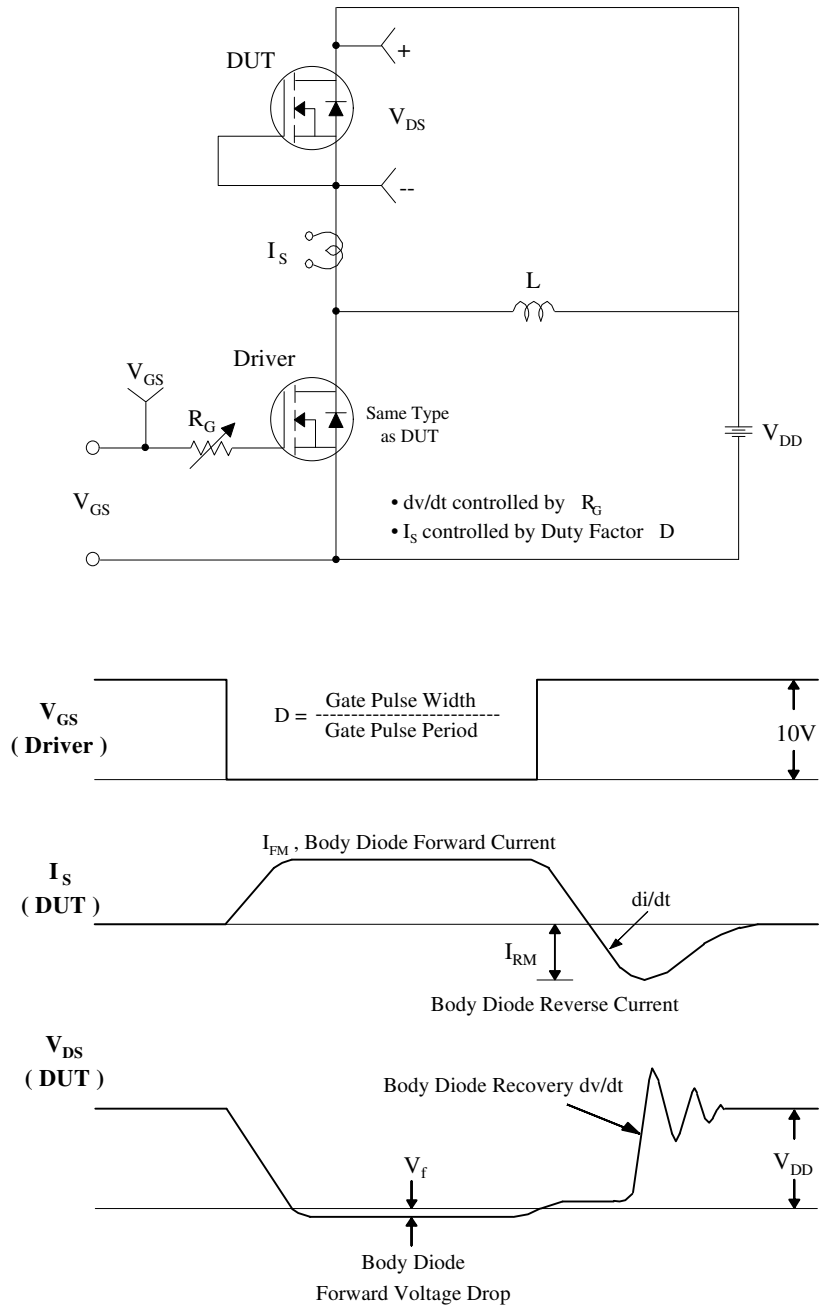 DUT
+
V_DS
--
I_S
L
Driver
V_GS
R_G
Same Type
as DUT
V_DD
V_GS
• dv/dt controlled by R_G
• I_S controlled by Duty Factor D
V_GS
( Driver )
D = Gate Pulse Width
--------------------------
Gate Pulse Period
10V
I_FM , Body Diode Forward Current
I_S
( DUT )
di/dt
I_RM
Body Diode Reverse Current
V_DS
( DUT )
Body Diode Recovery dv/dt
V_f
V_DD
Body Diode
Forward Voltage Drop